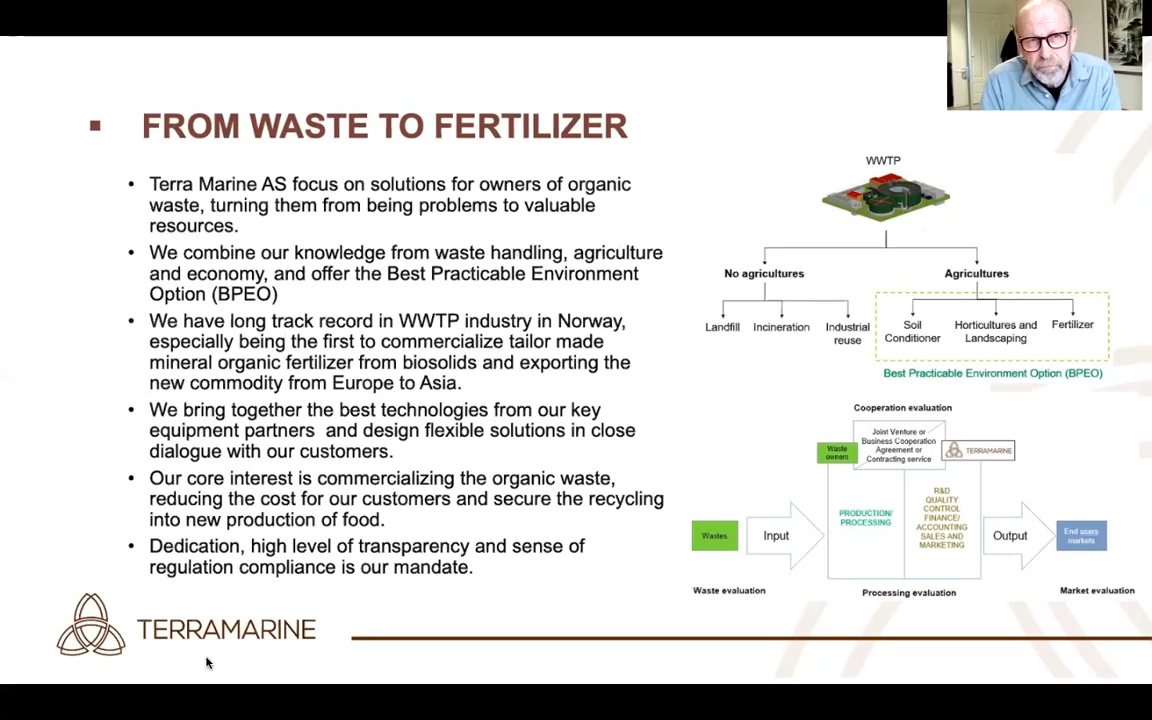 FROM WASTE TO FERTILIZER
Terra Marine AS focus on solutions for owners of organic
waste, turning them from being problems to valuable
resources.
We combine our knowledge from waste handling, agriculture
and economy, and offer the Best Practicable Environment
Option (BPEO)
We have long track record in WWTP industry in Norway,
especially being the first to commercialize tailor made
mineral organic fertilizer from biosolids and exporting the
new commodity from Europe to Asia.
We bring together the best technologies from our key
equipment partners and design flexible solutions in close
dialogue with our customers.
Our core interest is commercializing the organic waste,
reducing the cost for our customers and secure the recycling
into new production of food.
Dedication, high level of transparency and sense of
regulation compliance is our mandate.
TERRAMARINE
WWTP
No agricultures
Agricultures
Landfill
Incineration
Industrial
reuse
Soil
Conditioner
Horticultures and
Landscaping
Fertilizer
Best Practicable Environment Option (BPEO)
Cooperation evaluation
Waste
owners
Joint Venture or
Business Cooperation
Agreement or
Contracting service
TERRAMARINE
Wastes
Input
PRODUCTION/
PROCESSING
R&D
QUALITY
CONTROL
FINANCE/
ACCOUNTING
SALES AND
MARKETING
Output
End users
markets
Waste evaluation
Processing evaluation
Market evaluation